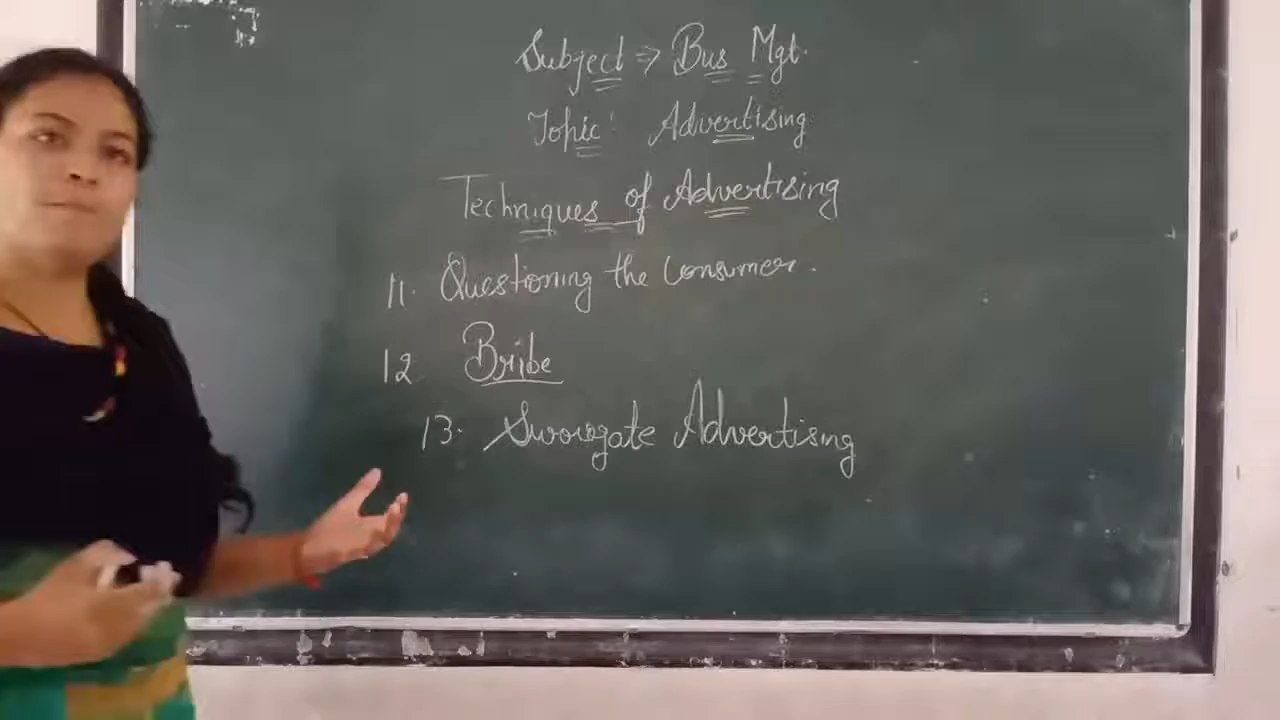 Subject => Bus Mgt.
Topic: Advertising
Techniques of Advertising
11. Questioning the Consumer.
12 Bribe
13. Surrogate Advertising